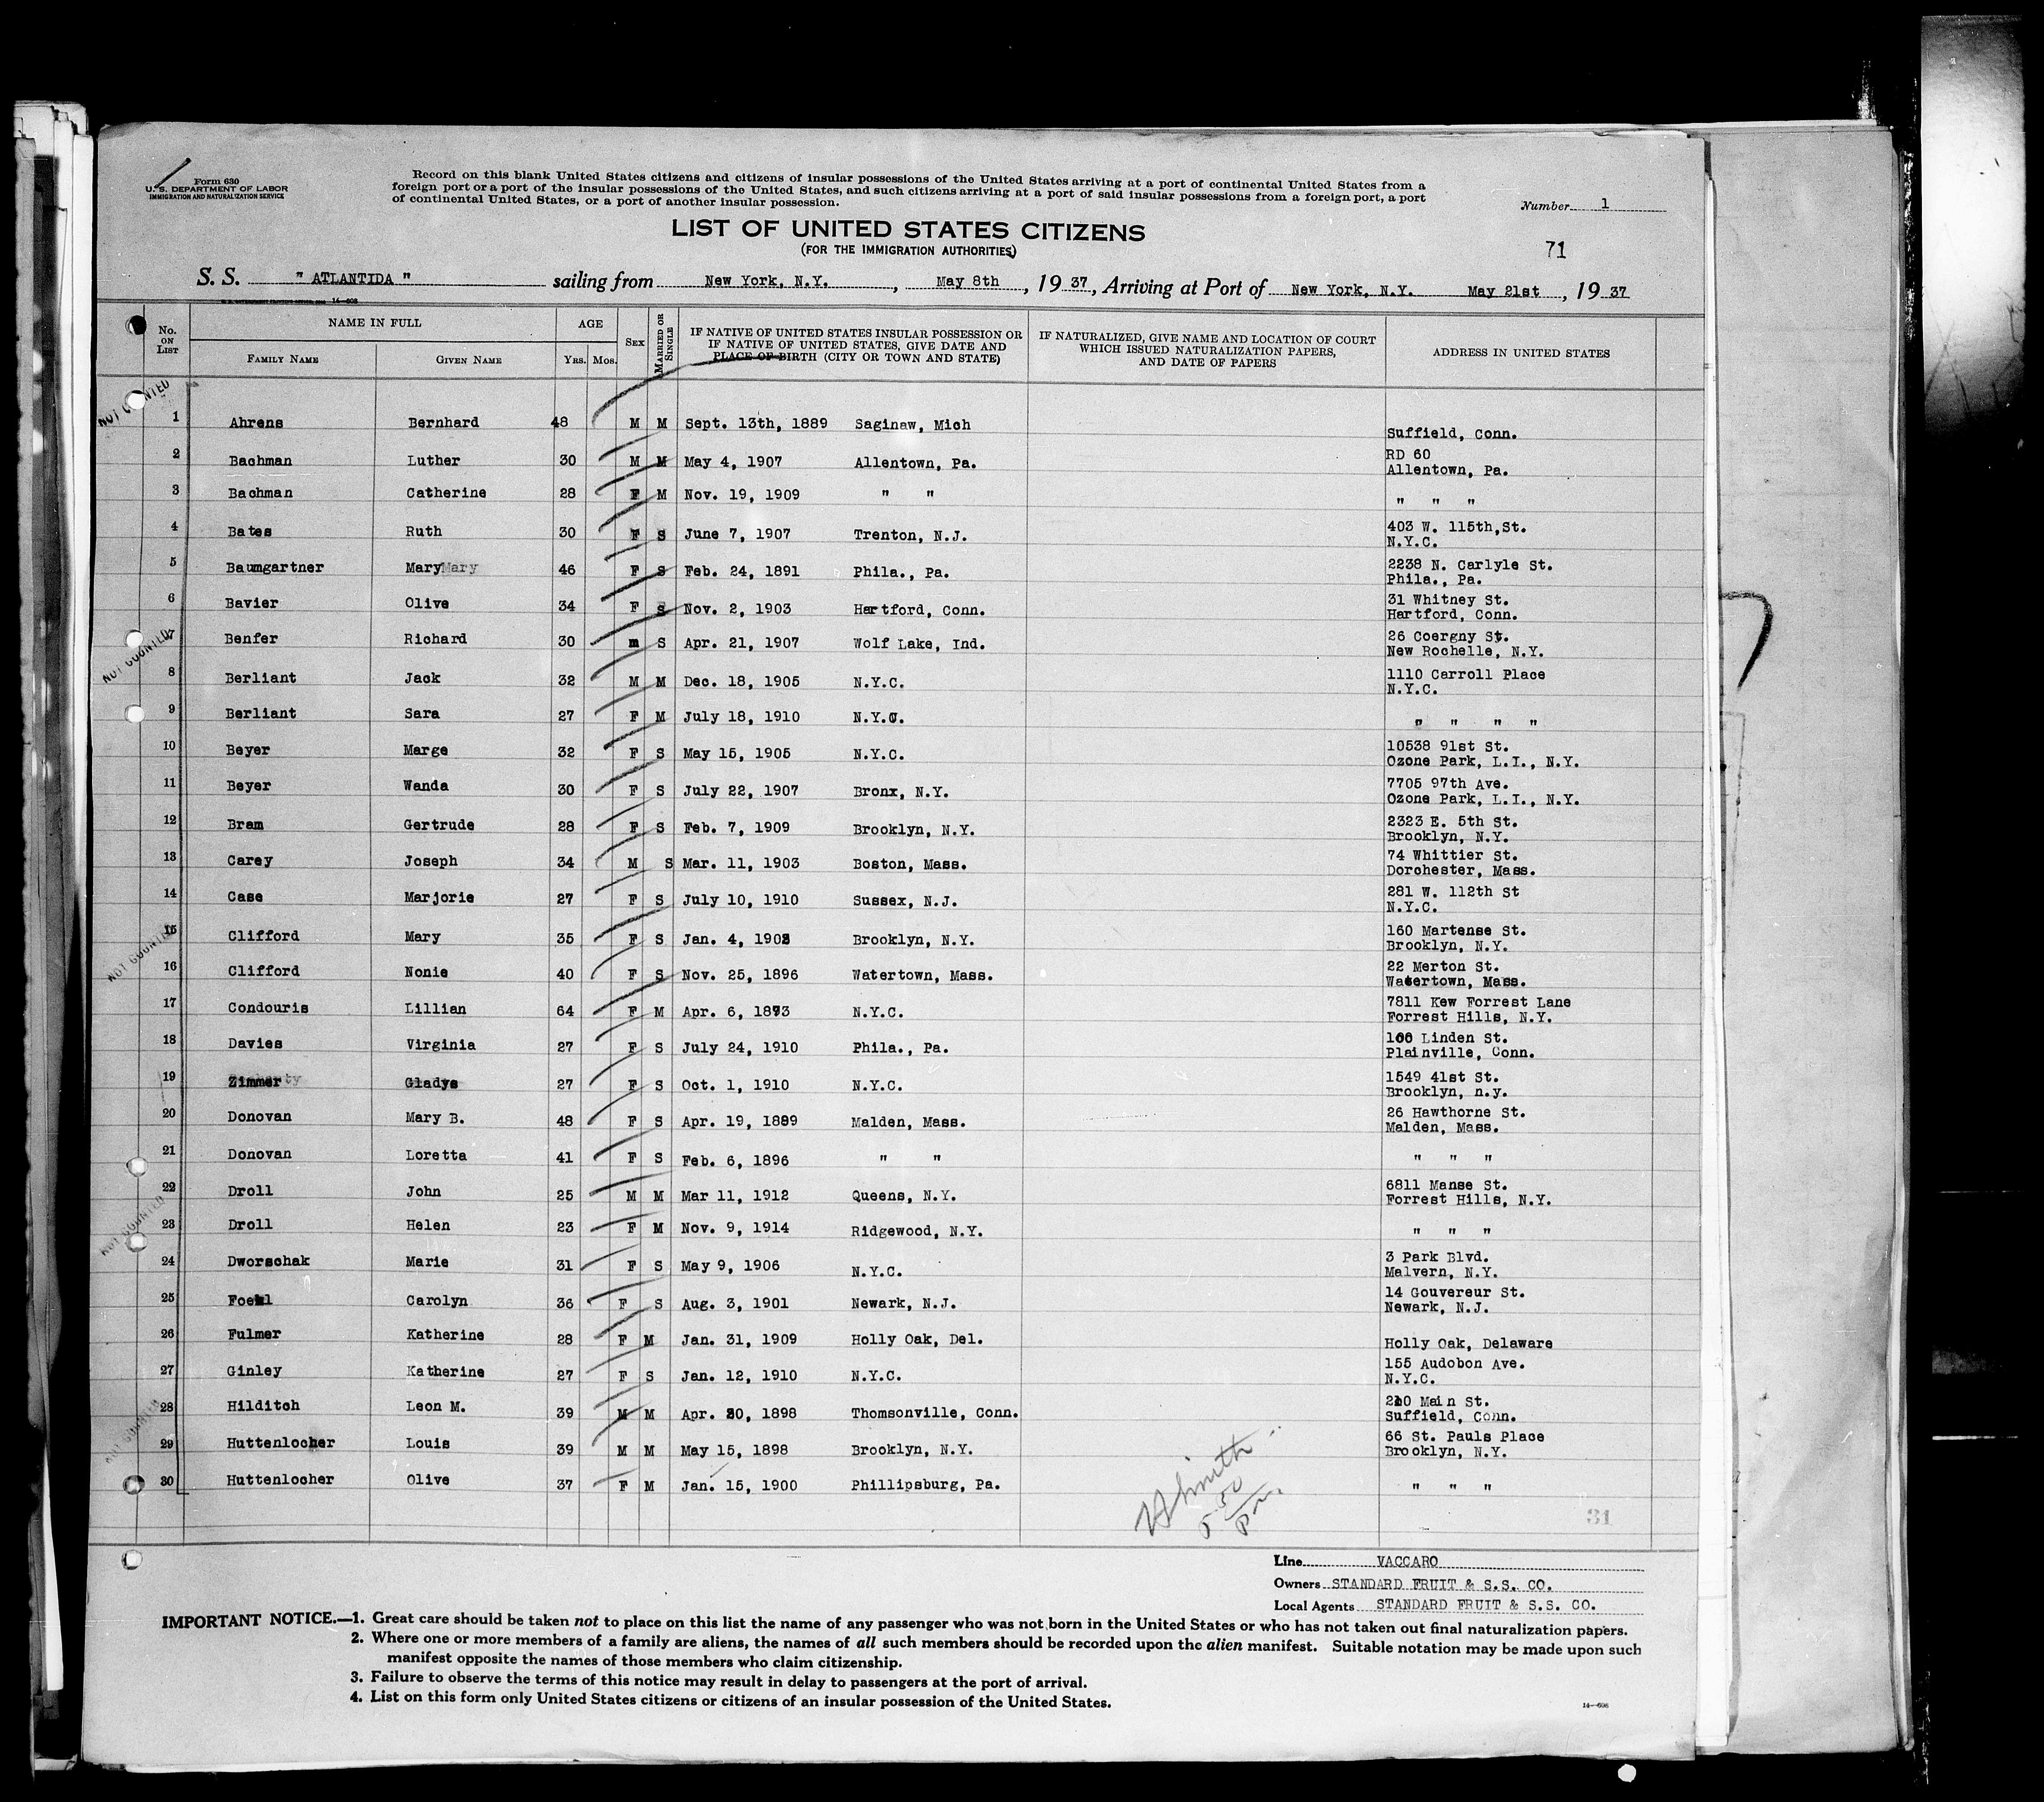 Form 630
U. S. DEPARTMENT OF LABOR
IMMIGRATION AND NATURALIZATION SERVICE
Record on this blank United States citizens and citizens of insular possessions of the United States arriving at a port of continental United States from a
foreign port or a port of the insular possessions of the United States, and such citizens arriving at a port of said insular possessions from a foreign port, a port
of continental United States, or a port of another insular possession.
Number 1
LIST OF UNITED STATES CITIZENS
(FOR THE IMMIGRATION AUTHORITIES)
71
S. S. " ATLANTIDA " sailing from New York, N.Y. , May 8th , 19 37, Arriving at Port of New York, N.Y. May 21st , 19 37
No. ON LIST NAME IN FULL AGE SEX MARRIED OR SINGLE IF NATIVE OF UNITED STATES INSULAR POSSESSION OR IF NATIVE OF UNITED STATES, GIVE DATE AND PLACE OF BIRTH (CITY OR TOWN AND STATE) IF NATURALIZED, GIVE NAME AND LOCATION OF COURT WHICH ISSUED NATURALIZATION PAPERS, AND DATE OF PAPERS ADDRESS IN UNITED STATES
FAMILY NAME GIVEN NAME YRS. MOS.
NOT COUNTED
1 Ahrens Bernhard 48 M M Sept. 13th, 1889 Saginaw, Mich Suffield, Conn.
2 Bachman Luther 30 M M May 4, 1907 Allentown, Pa. RD 60
Allentown, Pa.
3 Bachman Catherine 28 F M Nov. 19, 1909 " " " " "
4 Bates Ruth 30 F S June 7, 1907 Trenton, N.J. 403 W. 115th,St.
N.Y.C.
5 Baumgartner Mary Mary 46 F S Feb. 24, 1891 Phila., Pa. 2238 N. Carlyle St.
Phila., Pa.
6 Bavier Olive 34 F S Nov. 2, 1903 Hartford, Conn. 31 Whitney St.
Hartford, Conn.
NOT COUNTED
7 Benfer Richard 30 m S Apr. 21, 1907 Wolf Lake, Ind. 26 Coergny St.
New Rochelle, N.Y.
8 Berliant Jack 32 M M Dec. 18, 1905 N.Y.C. 1110 Carroll Place
N.Y.C.
9 Berliant Sara 27 F M July 18, 1910 N.Y.C. " " " "
10 Beyer Marge 32 F S May 15, 1905 N.Y.C. 10538 91st St.
Ozone Park, L.I., N.Y.
11 Beyer Wanda 30 F S July 22, 1907 Bronx, N.Y. 7705 97th Ave.
Ozone Park, L.I., N.Y.
12 Bram Gertrude 28 F S Feb. 7, 1909 Brooklyn, N.Y. 2323 E. 5th St.
Brooklyn, N.Y.
13 Carey Joseph 34 M S Mar. 11, 1903 Boston, Mass. 74 Whittier St.
Dorchester, Mass.
14 Case Marjorie 27 F S July 10, 1910 Sussex, N.J. 281 W. 112th St
N.Y.C.
NOT COUNTED
15 Clifford Mary 35 F S Jan. 4, Brooklyn, N.Y. 160 Martense St.
Brooklyn, N.Y.
16 Clifford Nonie 40 F S Nov. 25, 1896 Watertown, Mass. 22 Merton St.
Watertown, Mass.
17 Condouris Lillian 64 F M Apr. 6, 1873 N.Y.C. 7811 Kew Forrest Lane
Forrest Hills, N.Y.
18 Davies Virginia 27 F S July 24, 1910 Phila., Pa. 100 Linden St.
Plainville, Conn.
19 Zimmer Gladys 27 F S Oct. 1, 1910 N.Y.C. 1549 41st St.
Brooklyn, n.y.
20 Donovan Mary B. 48 F S Apr. 19, 1889 Malden, Mass. 26 Hawthorne St.
Malden, Mass.
21 Donovan Loretta 41 F S Feb. 6, 1896 " " " " "
22 Droll John 25 M M Mar 11, 1912 Queens, N.Y. 6811 Manse St.
Forrest Hills, N.Y.
NOT COUNTED
23 Droll Helen 23 F M Nov. 9, 1914 Ridgewood, N.Y. " " "
24 Dworschak Marie 31 F S May 9, 1906 N.Y.C. 3 Park Blvd.
Malvern, N.Y.
25 Carolyn 36 F S Aug. 3, 1901 Newark, N.J. 14 Gouvereur St.
Newark, N.J.
26 Fulmer Katherine 28 F M Jan. 31, 1909 Holly Oak, Del. Holly Oak, Delaware
27 Ginley Katherine 27 F S Jan. 12, 1910 N.Y.C. 155 Audobon Ave.
N.Y.C.
28 Hilditch Leon M. 39 M M Apr. 1898 Thomsonville, Conn. 210 Main St.
Suffield, Conn.
NOT COUNTED
29 Huttenlocher Louis 39 M M May 15, 1898 Brooklyn, N.Y. 66 St. Pauls Place
Brooklyn, N.Y.
30 Huttenlocher Olive 37 F M Jan. 15, 1900 Phillipsburg, Pa. " " "
Smith
5 50
Pm.
31
Line VACCARO
Owners STANDARD FRUIT & S.S. CO.
Local Agents STANDARD FRUIT & S.S. CO.
IMPORTANT NOTICE.—1. Great care should be taken not to place on this list the name of any passenger who was not born in the United States or who has not taken out final naturalization papers.
2. Where one or more members of a family are aliens, the names of all such members should be recorded upon the alien manifest. Suitable notation may be made upon such
manifest opposite the names of those members who claim citizenship.
3. Failure to observe the terms of this notice may result in delay to passengers at the port of arrival.
4. List on this form only United States citizens or citizens of an insular possession of the United States.
14—608